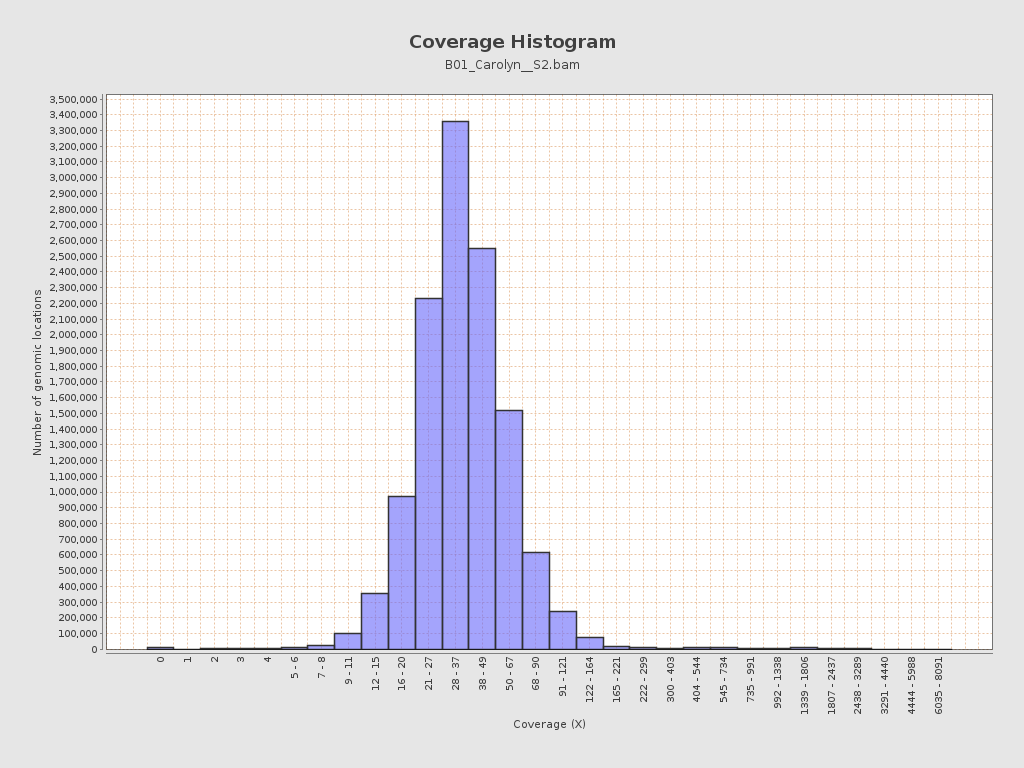 Coverage Histogram
B01_Carolyn__S2.bam
Number of genomic locations
3,500,000
3,400,000
3,300,000
3,200,000
3,100,000
3,000,000
2,900,000
2,800,000
2,700,000
2,600,000
2,500,000
2,400,000
2,300,000
2,200,000
2,100,000
2,000,000
1,900,000
1,800,000
1,700,000
1,600,000
1,500,000
1,400,000
1,300,000
1,200,000
1,100,000
1,000,000
900,000
800,000
700,000
600,000
500,000
400,000
300,000
200,000
100,000
0
0
1
2
3
4
5 - 6
7 - 8
9 - 11
12 - 15
16 - 20
21 - 27
28 - 37
38 - 49
50 - 67
68 - 90
91 - 121
122 - 164
165 - 221
222 - 299
300 - 403
404 - 544
545 - 734
735 - 991
992 - 1338
1339 - 1806
1807 - 2437
2438 - 3289
3291 - 4440
4444 - 5988
6035 - 8091
Coverage (X)